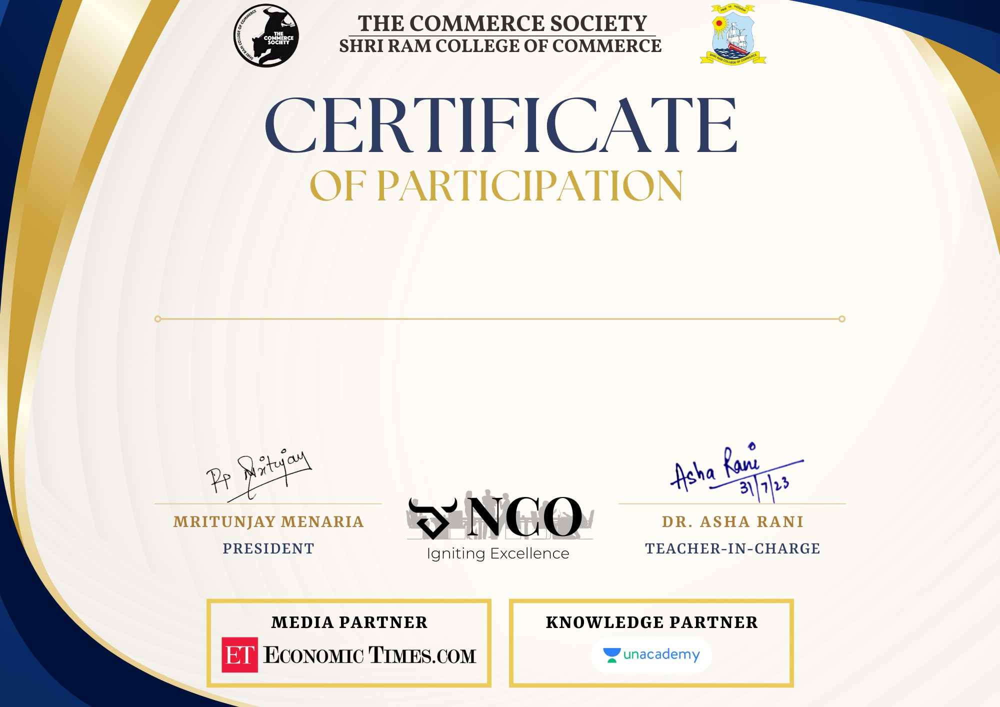 SHRI RAM COLLEGE OF COMMERCE
THE
COMMERCE
SOCIETY
THE COMMERCE SOCIETY
SHRI RAM COLLEGE OF COMMERCE
SHRI RAM COLLEGE OF COMMERCE
CERTIFICATE
OF PARTICIPATION
Asha Rani
31/7/23
MRITUNJAY MENARIA
PRESIDENT
NCO
Igniting Excellence
DR. ASHA RANI
TEACHER-IN-CHARGE
MEDIA PARTNER
ET ECONOMIC TIMES.COM
KNOWLEDGE PARTNER
unacademy